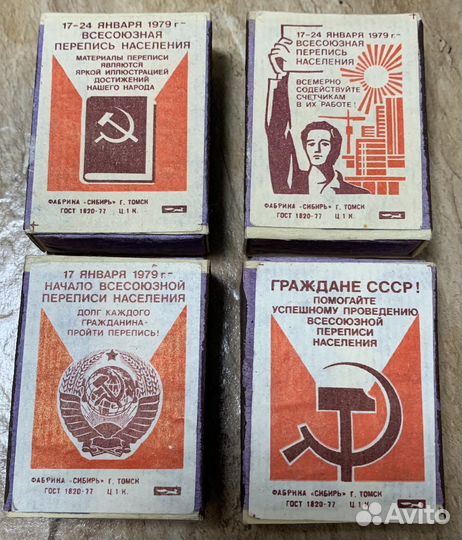 17-24 ЯНВАРЯ 1979 г.-
ВСЕСОЮЗНАЯ
ПЕРЕПИСЬ НАСЕЛЕНИЯ
МАТЕРИАЛЫ ПЕРЕПИСИ
ЯВЛЯЮТСЯ
ЯРКОЙ ИЛЛЮСТРАЦИЕЙ
ДОСТИЖЕНИЙ
НАШЕГО НАРОДА
ФАБРИКА «СИБИРЬ» Г. ТОМСК
ГОСТ 1820-77 Ц. 1 К.
17-24 ЯНВАРЯ 1979 г.-
ВСЕСОЮЗНАЯ
ПЕРЕПИСЬ
НАСЕЛЕНИЯ
ВСЕМЕРНО
СОДЕЙСТВУЙТЕ
СЧЕТЧИКАМ
В ИХ РАБОТЕ!
ФАБРИКА «СИБИРЬ» Г. ТОМСК
ГОСТ 1820-77 Ц. 1 К.
17 ЯНВАРЯ 1979 г.-
НАЧАЛО ВСЕСОЮЗНОЙ
ПЕРЕПИСИ НАСЕЛЕНИЯ
ДОЛГ КАЖДОГО
ГРАЖДАНИНА-
ПРОЙТИ ПЕРЕПИСЬ!
ФАБРИКА «СИБИРЬ» Г. ТОМСК
ГОСТ 1820-77 Ц. 1 К.
ГРАЖДАНЕ СССР!
ПОМОГАЙТЕ
УСПЕШНОМУ ПРОВЕДЕНИЮ
ВСЕСОЮЗНОЙ
ПЕРЕПИСИ
НАСЕЛЕНИЯ
ФАБРИКА «СИБИРЬ» Г. ТОМСК
ГОСТ 1820-77 Ц. 1 К.
Avito